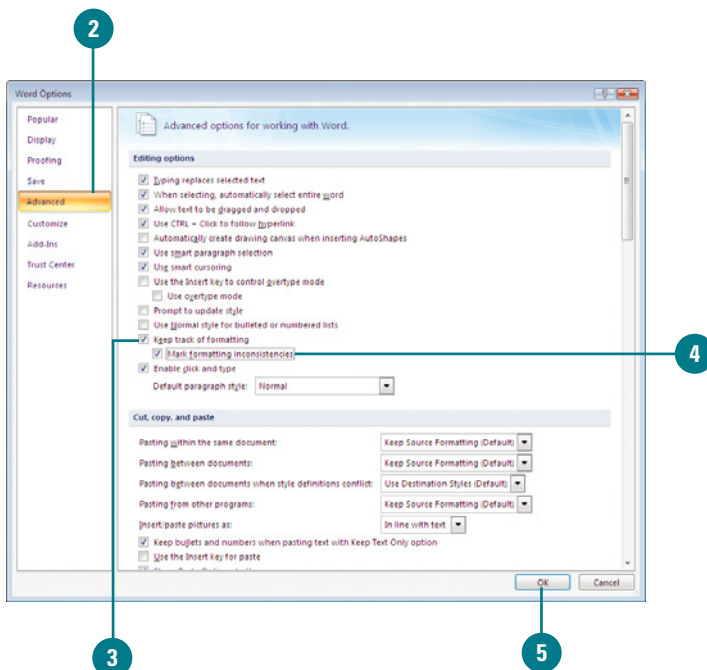 2
Word Options
Popular
Display
Proofing
Save
Advanced
Customize
Add-Ins
Trust Center
Resources
Advanced options for working with Word.
Editing options
Typing replaces selected text
When selecting, automatically select entire word
Allow text to be dragged and dropped
Use CTRL + Click to follow hyperlink
Automatically create drawing canvas when inserting AutoShapes
Use smart paragraph selection
Use smart cursoring
Use the Insert key to control overtype mode
Use overtype mode
Prompt to update style
Use Normal style for bulleted or numbered lists
Keep track of formatting
Mark formatting inconsistencies
4
Enable click and type
Default paragraph style: Normal
Cut, copy, and paste
Pasting within the same document: Keep Source Formatting (Default)
Pasting between documents: Keep Source Formatting (Default)
Pasting between documents when style definitions conflict: Use Destination Styles (Default)
Pasting from other programs: Keep Source Formatting (Default)
Insert/paste pictures as: In line with text
Keep bullets and numbers when pasting text with Keep Text Only option
Use the Insert key for paste
OK Cancel
3 5